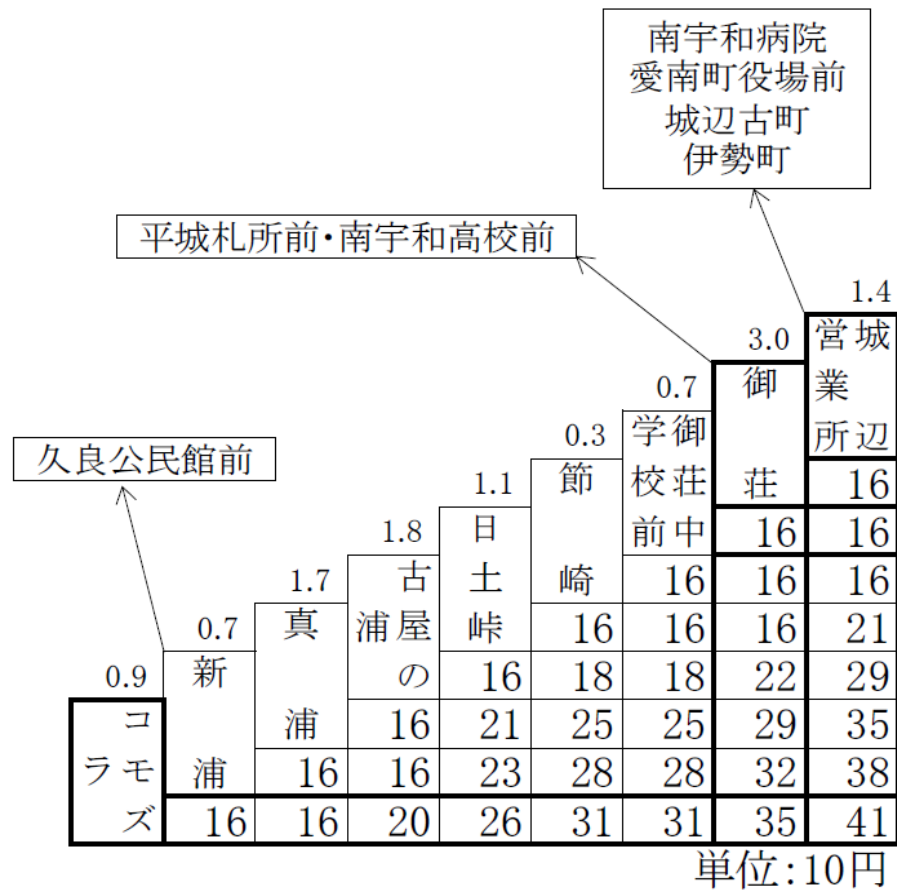 南宇和病院
愛南町役場前
城辺古町
伊勢町
平城札所前・南宇和高校前
久良公民館前
1.4
城辺営業所
3.0
御荘
16
0.7
御荘中学校前
16 16
0.3
節崎
16 16 16
1.1
日土峠
16 16 16 21
1.8
古屋の浦
16 18 18 22 29
1.7
真浦
16 21 25 25 29 35
0.7
新浦
16 16 23 28 28 32 38
0.9
コモズラ
16 16 20 26 31 31 35 41
単位:10円